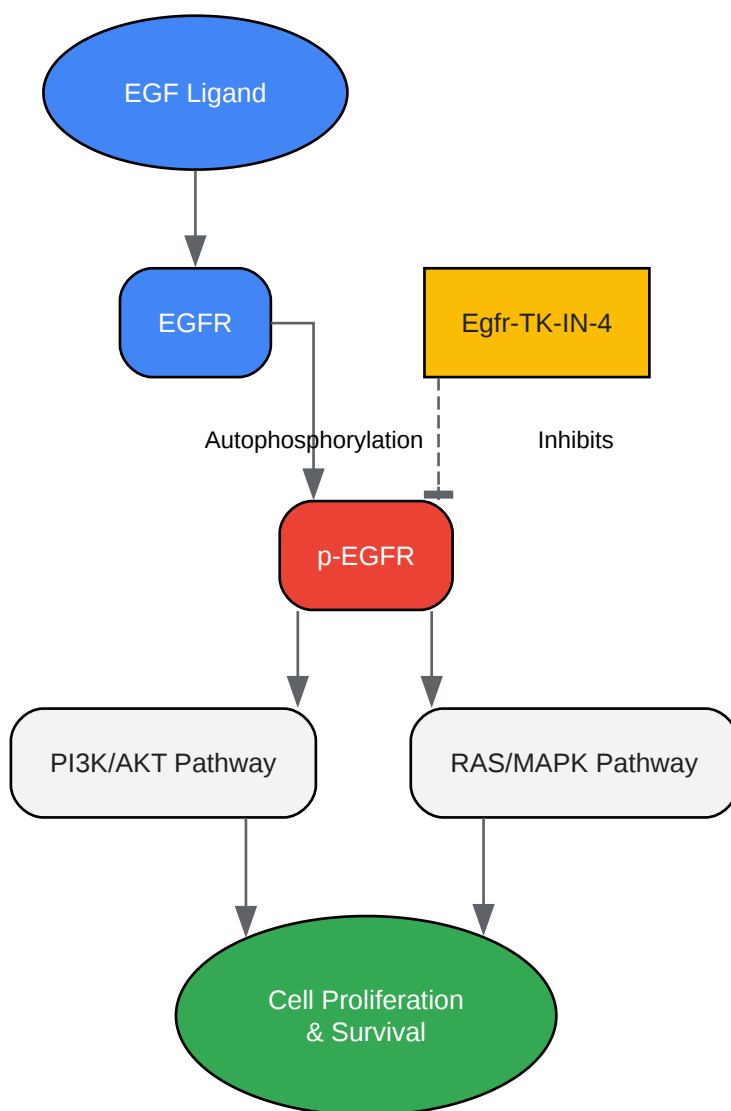 EGF Ligand
EGFR
Egfr-TK-IN-4
Autophosphorylation
Inhibits
p-EGFR
PI3K/AKT Pathway
RAS/MAPK Pathway
Cell Proliferation
& Survival